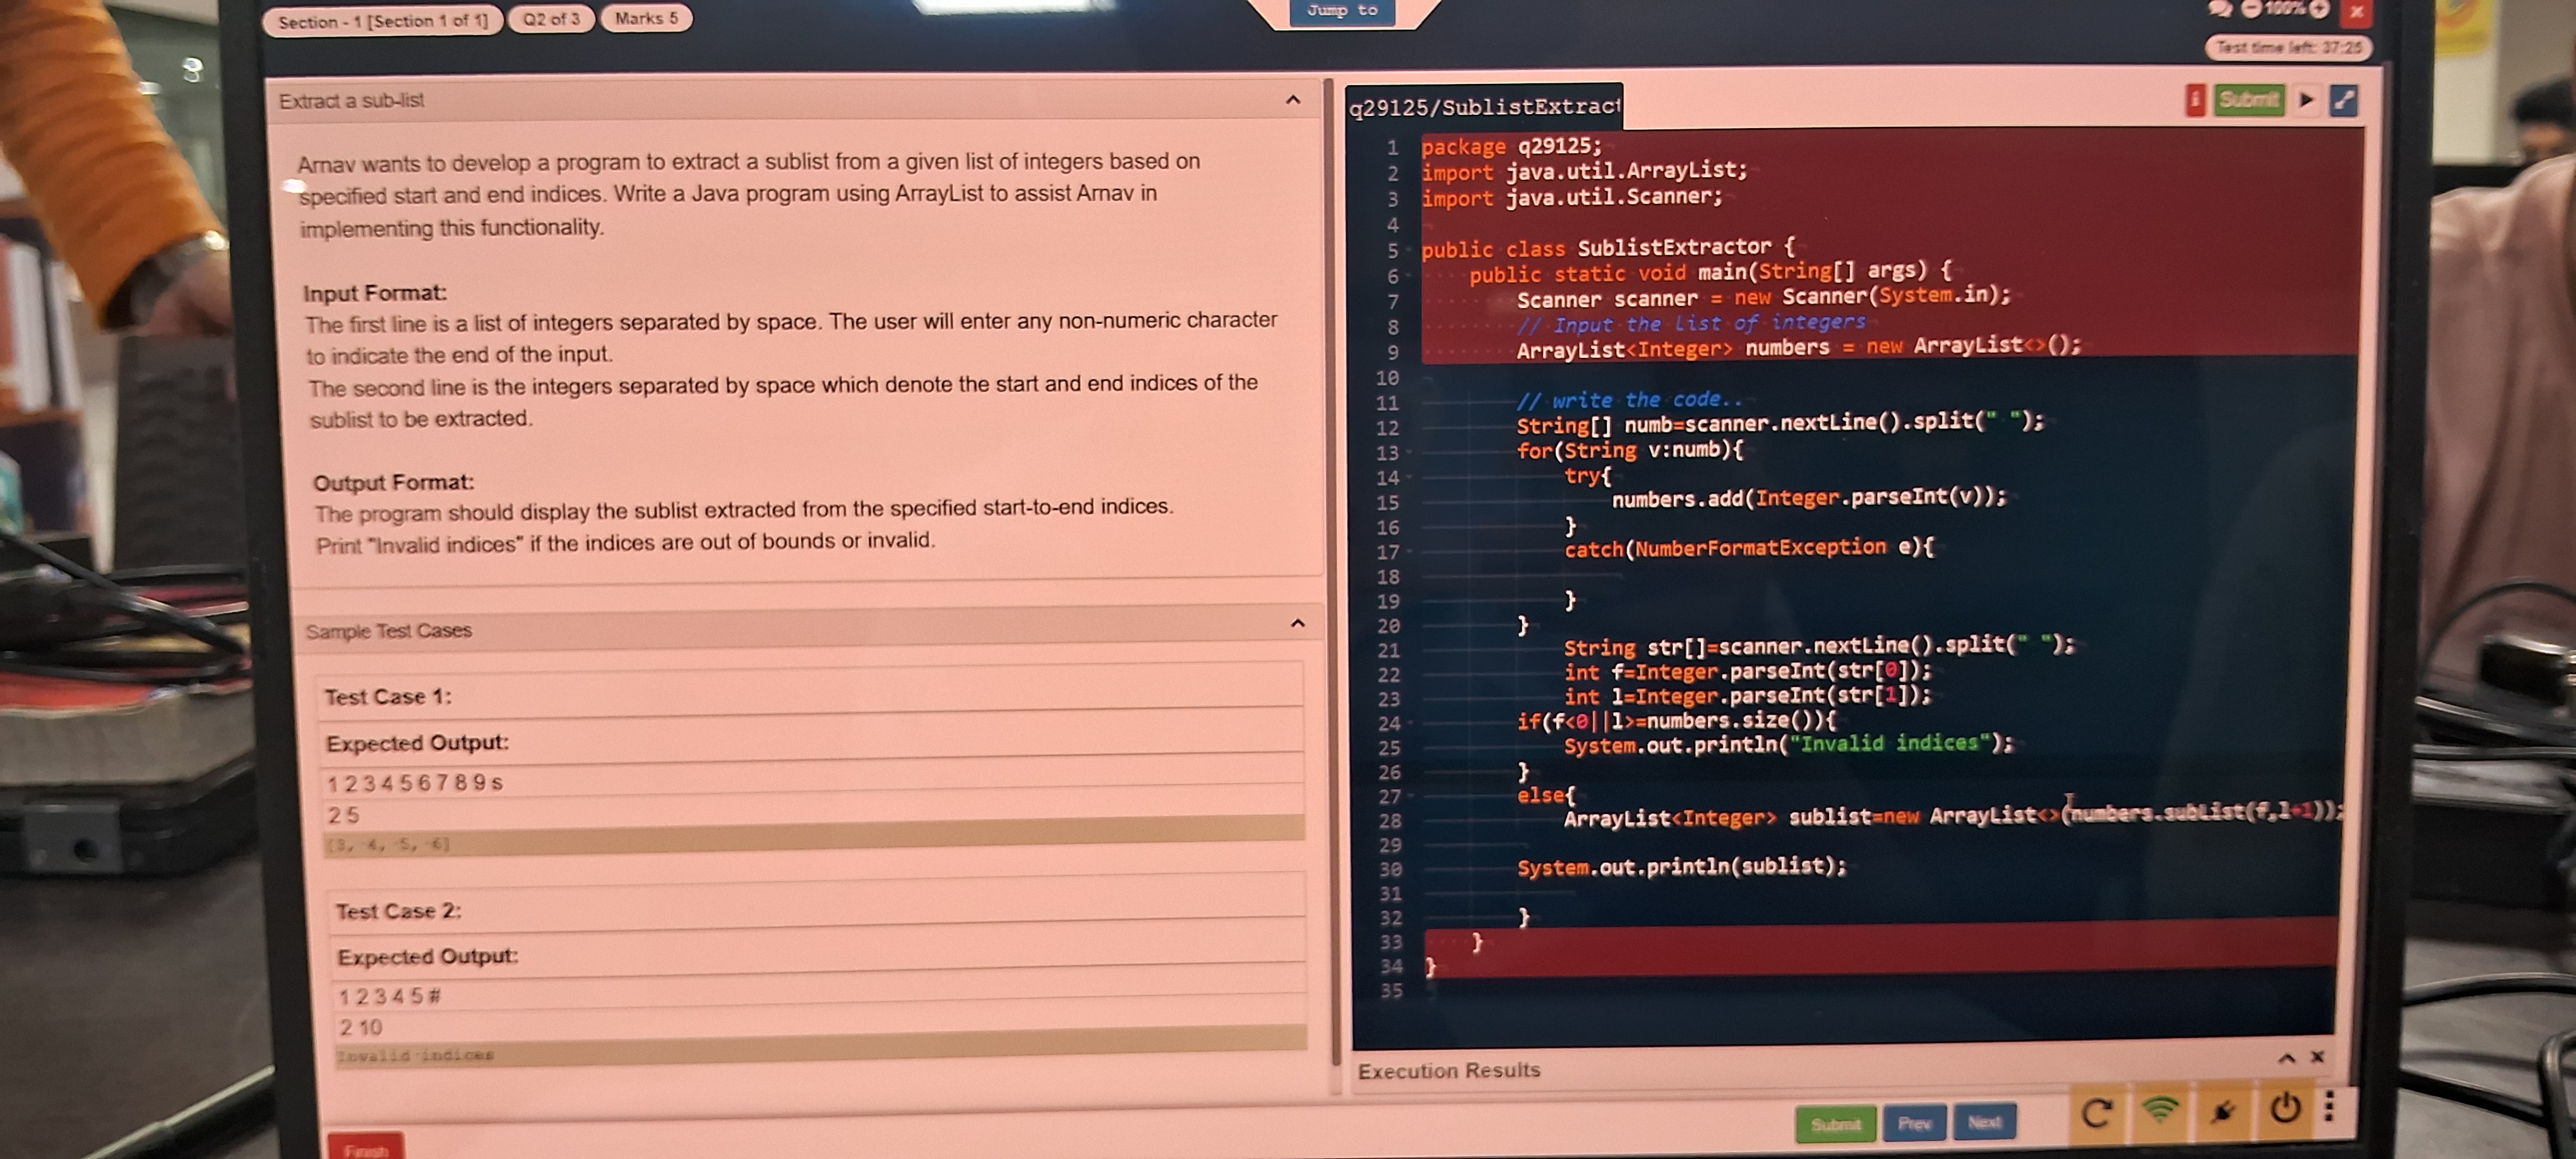 Section - 1 [Section 1 of 1]
Q2 of 3
Marks 5
Jump to
100%
Test time left: 37:25
Extract a sub-list
Arnav wants to develop a program to extract a sublist from a given list of integers based on
specified start and end indices. Write a Java program using ArrayList to assist Arnav in
implementing this functionality.
Input Format:
The first line is a list of integers separated by space. The user will enter any non-numeric character
to indicate the end of the input.
The second line is the integers separated by space which denote the start and end indices of the
sublist to be extracted.
Output Format:
The program should display the sublist extracted from the specified start-to-end indices.
Print "Invalid indices" if the indices are out of bounds or invalid.
Sample Test Cases
Test Case 1:
Expected Output:
1 2 3 4 5 6 7 8 9 s
2 5
[3, 4, 5, 6]
Test Case 2:
Expected Output:
1 2 3 4 5 #
2 10
Invalid indices
Finish
q29125/SublistExtract
Submit
1 package q29125;
2 import java.util.ArrayList;
3 import java.util.Scanner;
4
5 public class SublistExtractor {
6 public static void main(String[] args) {
7 Scanner scanner = new Scanner(System.in);
8 // Input the list of integers
9 ArrayList<Integer> numbers = new ArrayList<>();
10
11 // write the code..
12 String[] numb=scanner.nextLine().split(" ");
13 for(String v:numb){
14 try{
15 numbers.add(Integer.parseInt(v));
16 }
17 catch(NumberFormatException e){
18
19 }
20 }
21 String str[]=scanner.nextLine().split(" ");
22 int f=Integer.parseInt(str[0]);
23 int l=Integer.parseInt(str[1]);
24 if(f<0||l>=numbers.size()){
25 System.out.println("Invalid indices");
26 }
27 else{
28 ArrayList<Integer> sublist=new ArrayList<>(numbers.subList(f,l+1));
29
30 System.out.println(sublist);
31
32 }
33 }
34 }
35
Execution Results
Submit
Prev
Next